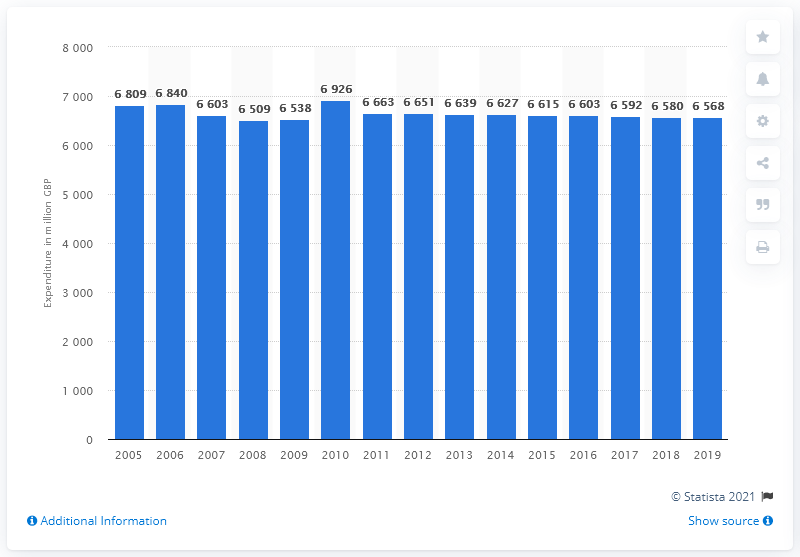 8 000
7 000
6 000
5 000
4 000
3 000
2 000
1 000
0
Expenditure in million GBP
6 809 6 840 6 603 6 509 6 538 6 926 6 663 6 651 6 639 6 627 6 615 6 603 6 592 6 580 6 568
2005 2006 2007 2008 2009 2010 2011 2012 2013 2014 2015 2016 2017 2018 2019
© Statista 2021
Additional Information
Show source